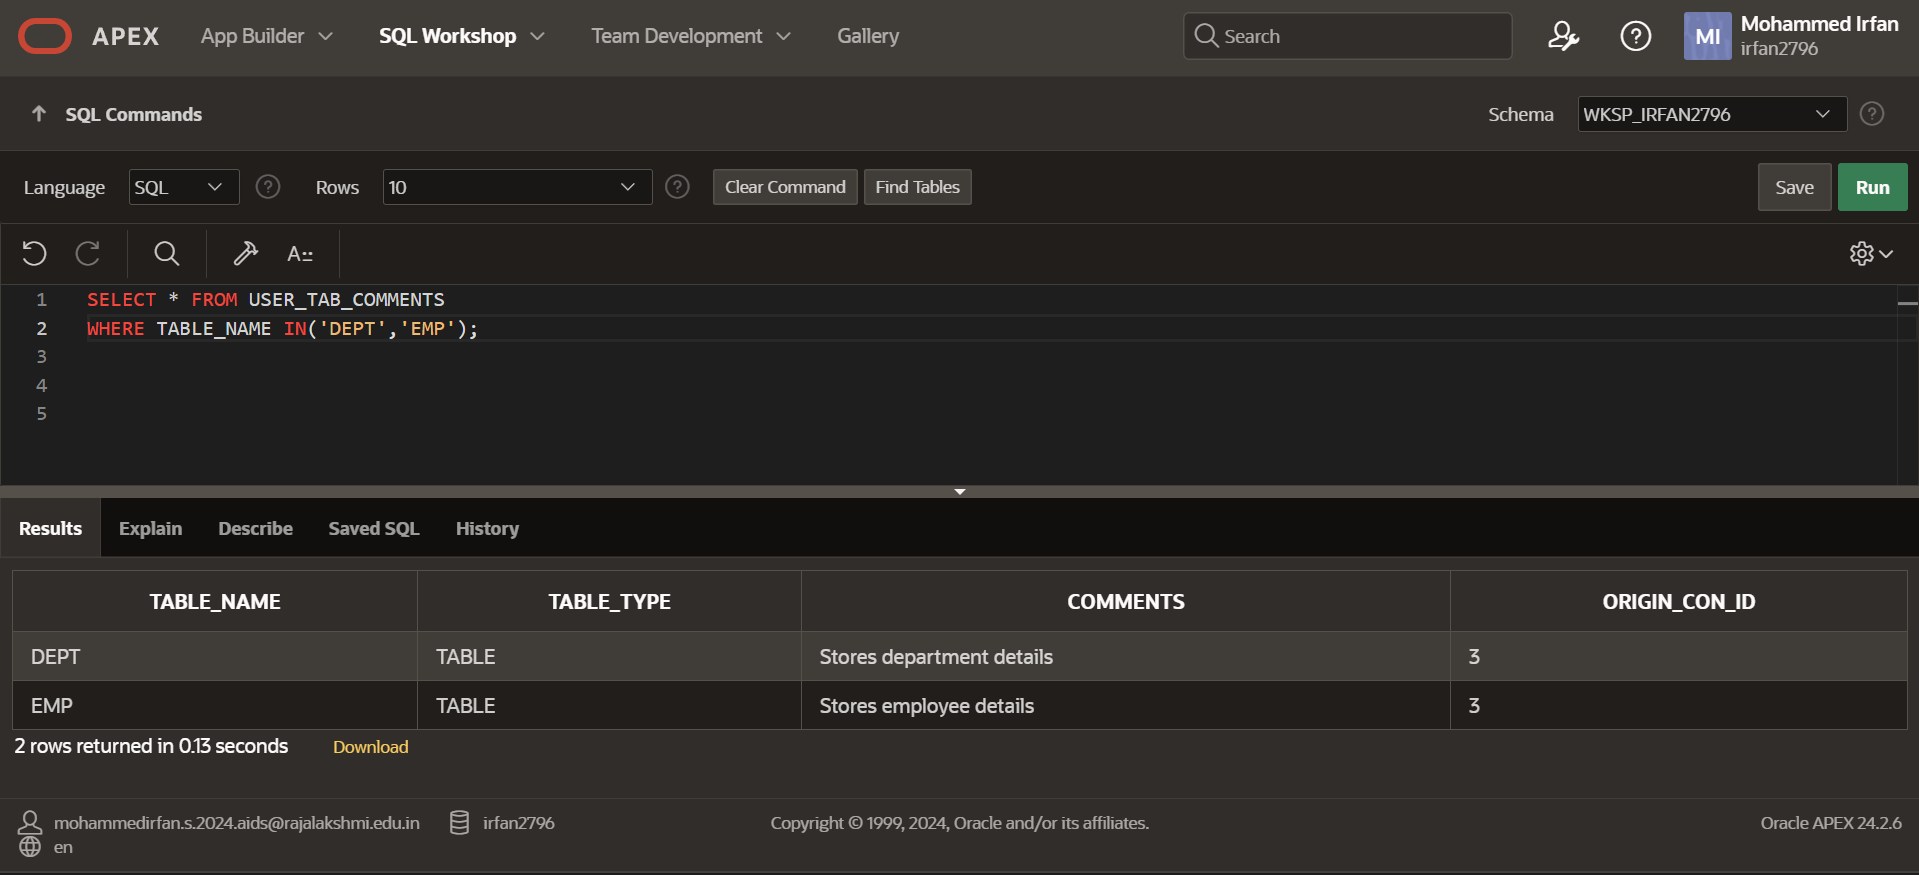 APEX App Builder SQL Workshop Team Development Gallery Search MI Mohammed Irfan
irfan2796
SQL Commands Schema WKSP_IRFAN2796
Language SQL Rows 10 Clear Command Find Tables Save Run
A
1 SELECT * FROM USER_TAB_COMMENTS
2 WHERE TABLE_NAME IN('DEPT','EMP');
3
4
5
Results Explain Describe Saved SQL History
TABLE_NAME TABLE_TYPE COMMENTS ORIGIN_CON_ID
DEPT TABLE Stores department details 3
EMP TABLE Stores employee details 3
2 rows returned in 0.13 seconds Download
mohammedirfan.s.2024.aids@rajalakshmi.edu.in irfan2796 Copyright © 1999, 2024, Oracle and/or its affiliates. Oracle APEX 24.2.6
en